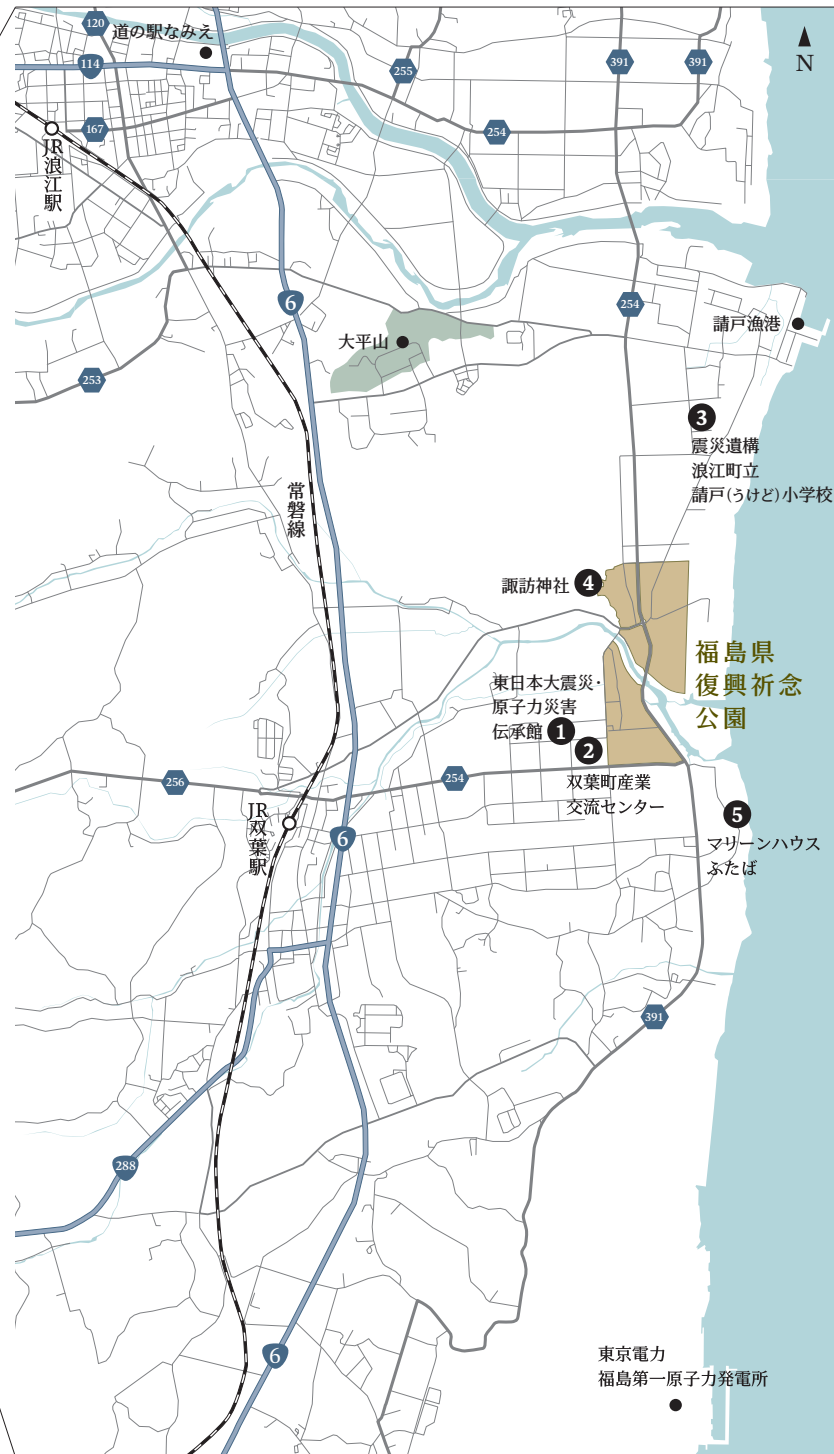 120
道の駅なみえ
N
114
255
391
391
167
254
JR浪江駅
6
254
請戸漁港
大平山
253
3
震災遺構
浪江町立
請戸(うけど)小学校
常磐線
諏訪神社
4
福島県
復興祈念
公園
東日本大震災・
原子力災害
伝承館
1
2
双葉町産業
交流センター
256
254
JR双葉駅
6
5
マリーンハウス
ふたば
391
288
6
東京電力
福島第一原子力発電所